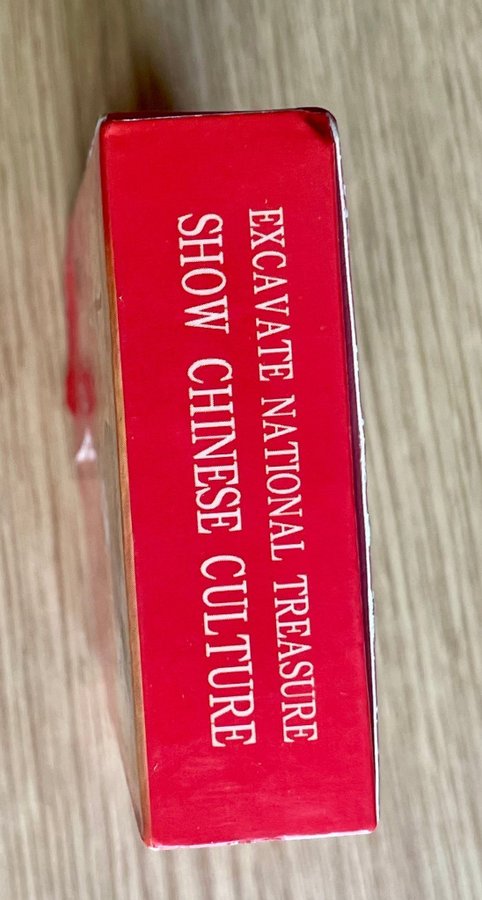 EXCAVATE NATIONAL TREASURE
SHOW CHINESE CULTURE